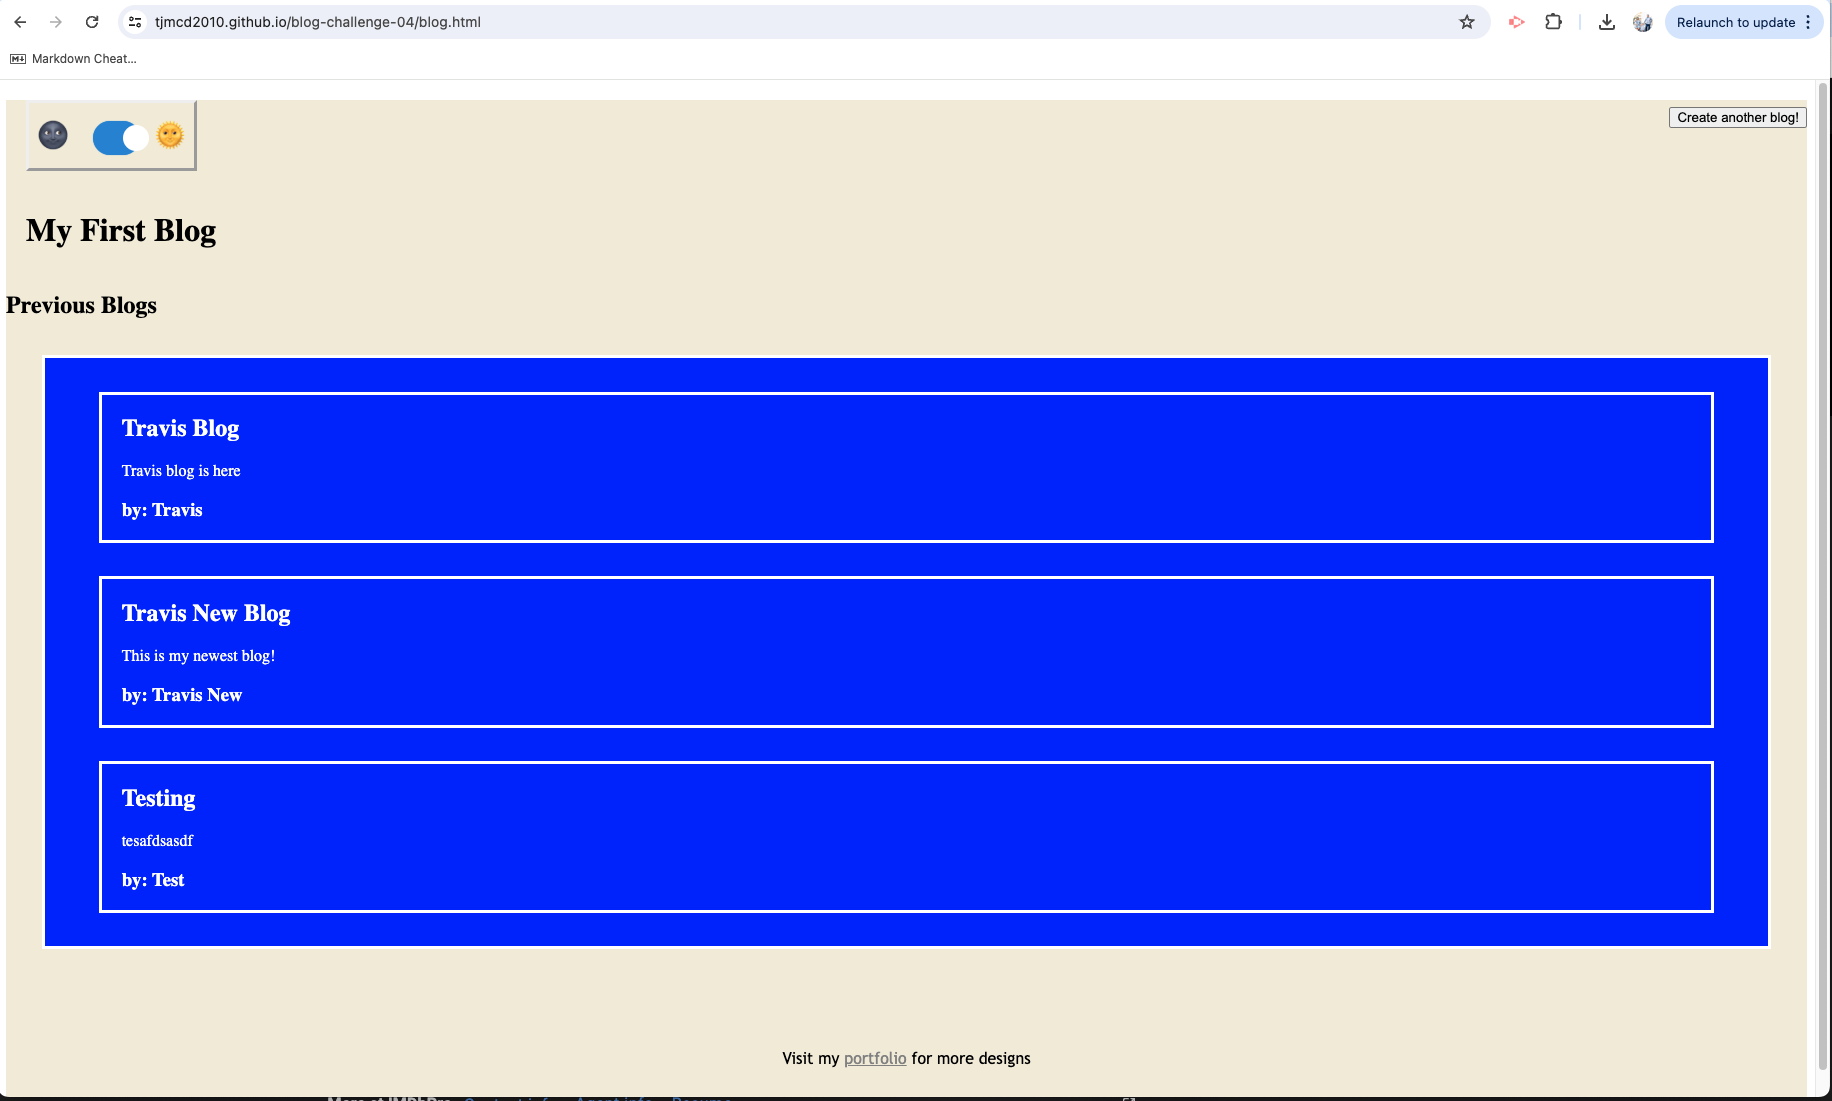 tjmcd2010.github.io/blog-challenge-04/blog.html
Relaunch to update
Markdown Cheat...
Create another blog!
My First Blog
Previous Blogs
Travis Blog
Travis blog is here
by: Travis
Travis New Blog
This is my newest blog!
by: Travis New
Testing
tesafdsasdf
by: Test
Visit my portfolio for more designs